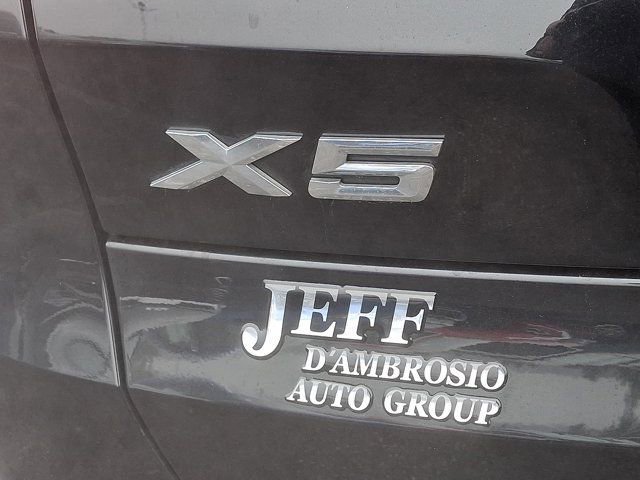 X5
JEFF
D'AMBROSIO
AUTO GROUP